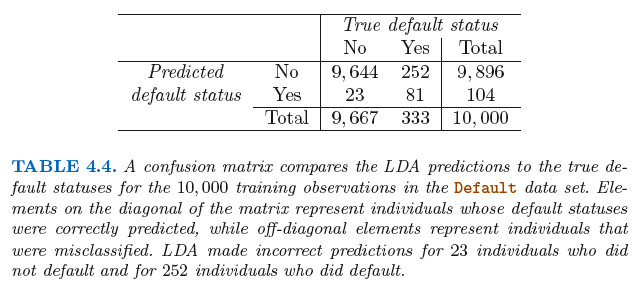 True default status
No Yes Total
Predicted No 9,644 252 9,896
default status Yes 23 81 104
Total 9,667 333 10,000
TABLE 4.4. A confusion matrix compares the LDA predictions to the true de-
fault statuses for the 10,000 training observations in the Default data set. Ele-
ments on the diagonal of the matrix represent individuals whose default statuses
were correctly predicted, while off-diagonal elements represent individuals that
were misclassified. LDA made incorrect predictions for 23 individuals who did
not default and for 252 individuals who did default.